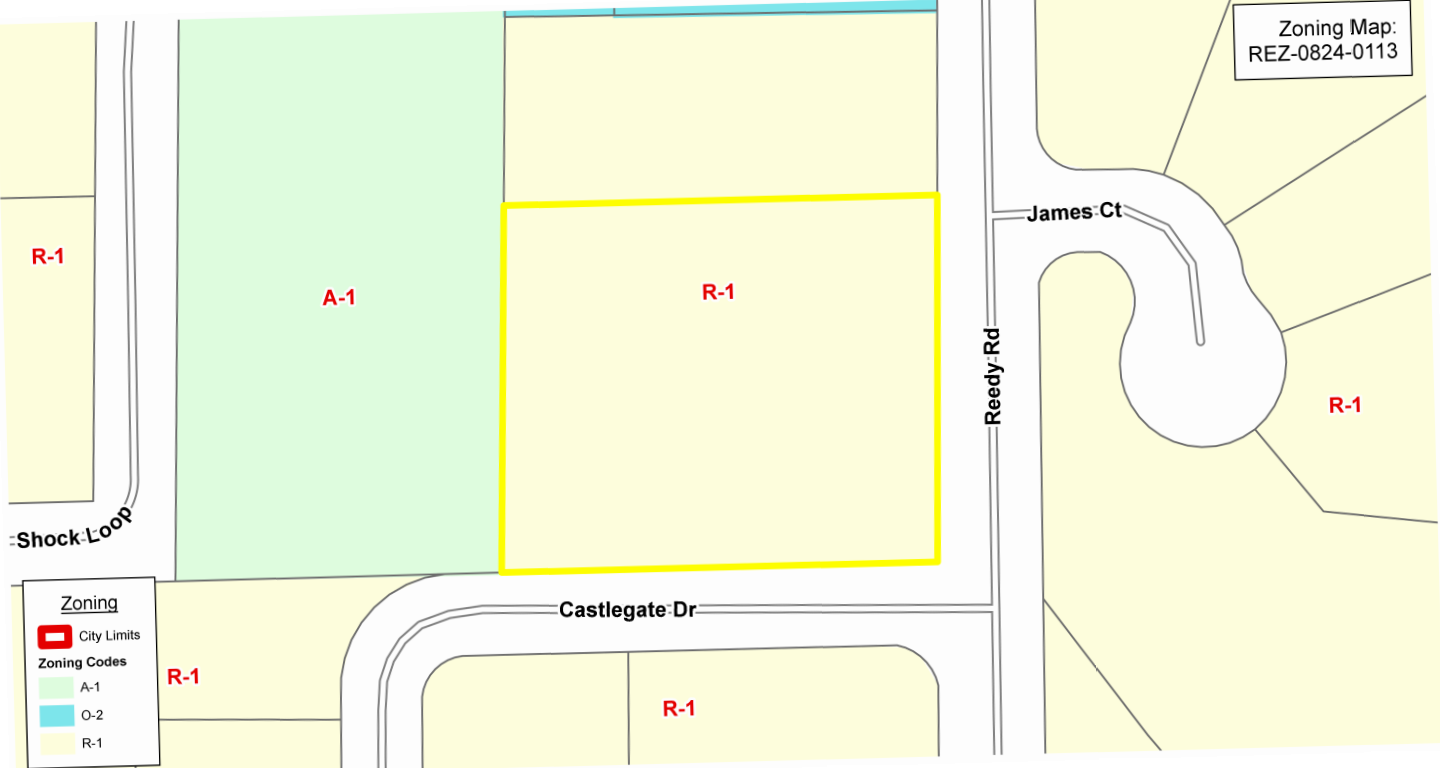 Zoning Map:
REZ-0824-0113
James Ct
R-1
R-1
A-1
Reedy Rd
R-1
Shock Loop
Castlegate Dr
R-1
R-1
Zoning
City Limits
Zoning Codes
A-1
O-2
R-1